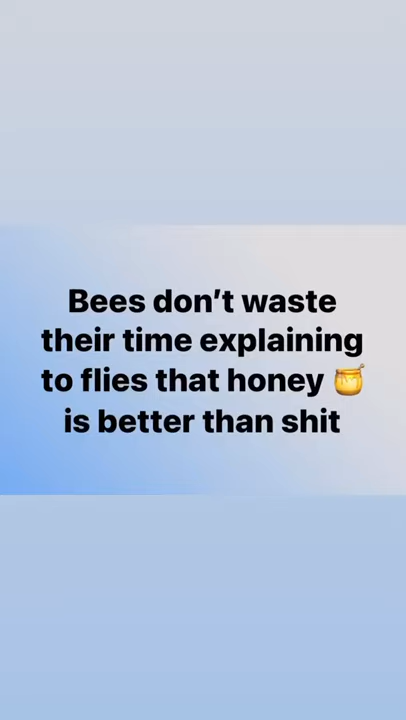 Bees don’t waste
their time explaining
to flies that honey 🍯
is better than shit